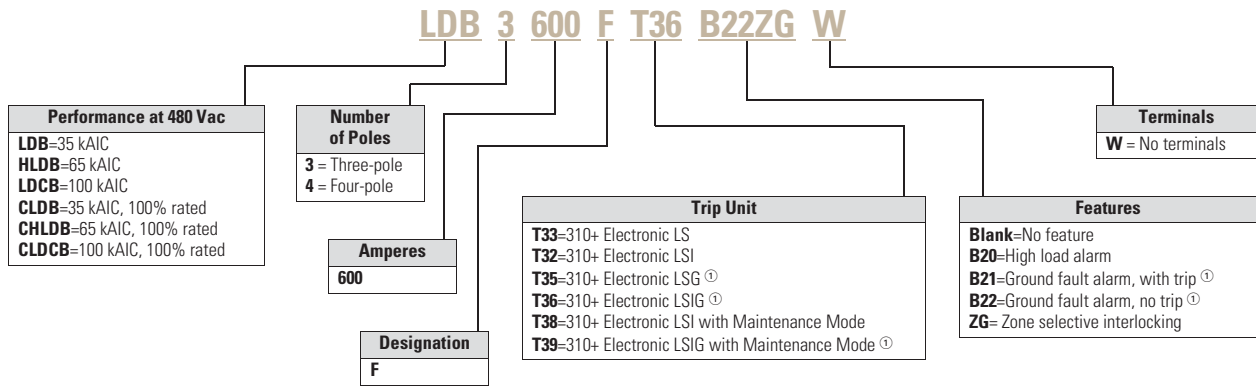 LDB 3 600 F T36 B22ZG W
Performance at 480 Vac
LDB=35 kAIC
HLDB=65 kAIC
LDCB=100 kAIC
CLDB=35 kAIC, 100% rated
CHLDB=65 kAIC, 100% rated
CLDCB=100 kAIC, 100% rated
Number
of Poles
3 = Three-pole
4 = Four-pole
Amperes
600
Designation
F
Trip Unit
T33=310+ Electronic LS
T32=310+ Electronic LSI
T35=310+ Electronic LSG ①
T36=310+ Electronic LSIG ①
T38=310+ Electronic LSI with Maintenance Mode
T39=310+ Electronic LSIG with Maintenance Mode ①
Features
Blank=No feature
B20=High load alarm
B21=Ground fault alarm, with trip ①
B22=Ground fault alarm, no trip ①
ZG= Zone selective interlocking
Terminals
W = No terminals